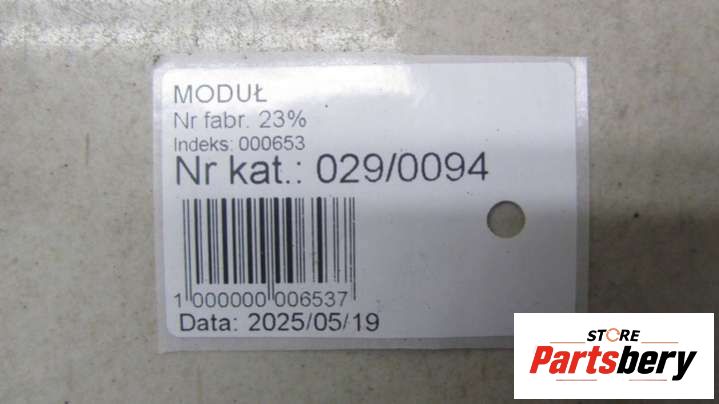 MODUŁ
Nr fabr. 23%
Indeks: 000653
Nr kat.: 029/0094
1 000000 006537
Data: 2025/05/19
STORE
Partsbery